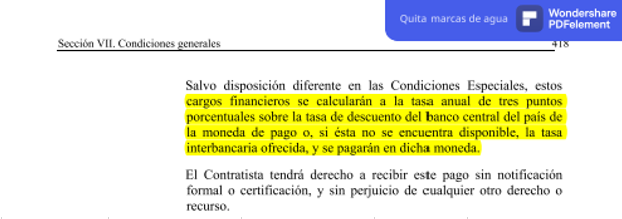 Quita marcas de agua
Wondershare
PDFelement
Sección VII. Condiciones generales 418
Salvo disposición diferente en las Condiciones Especiales, estos
cargos financieros se calcularán a la tasa anual de tres puntos
porcentuales sobre la tasa de descuento del banco central del país de
la moneda de pago o, si ésta no se encuentra disponible, la tasa
interbancaria ofrecida, y se pagarán en dicha moneda.
El Contratista tendrá derecho a recibir este pago sin notificación
formal o certificación, y sin perjuicio de cualquier otro derecho o
recurso.